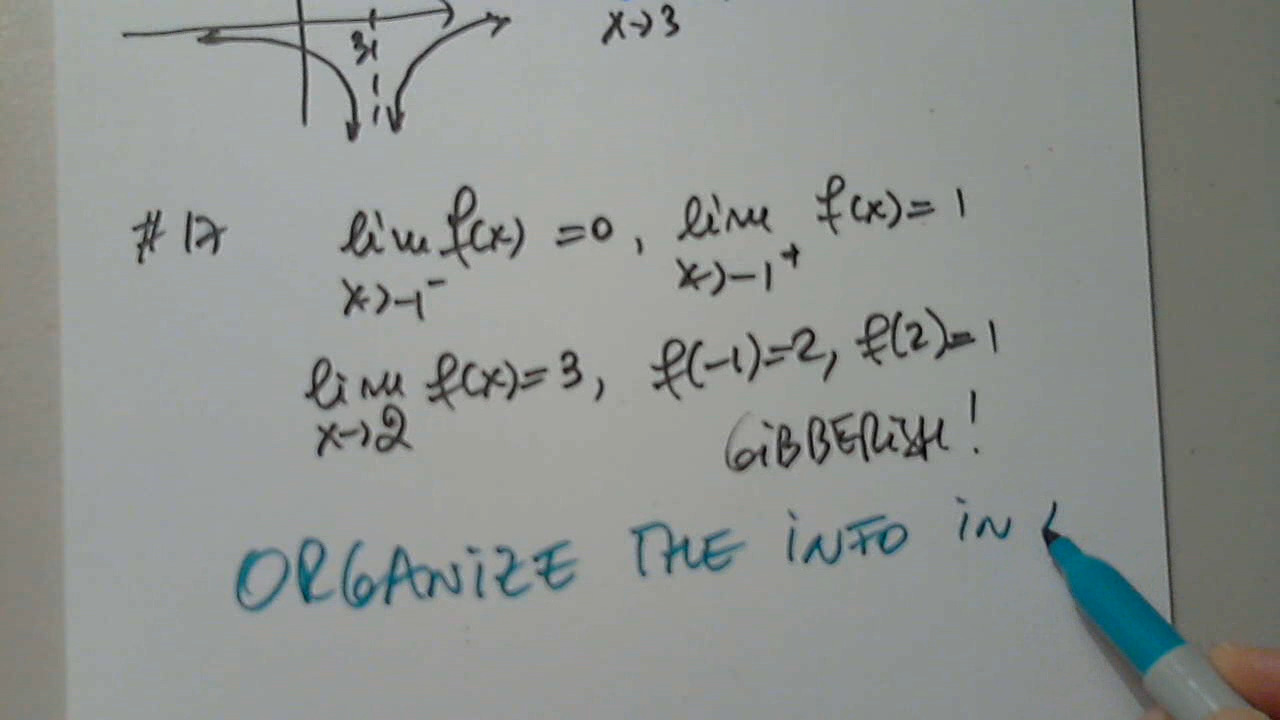 x→3
3
#17 lim f(x) = 0, lim f(x) = 1
x→-1⁻ x→-1⁺
lim f(x) = 3, f(-1)=2, f(2)=1
x→2
GiBBERiSH!
ORGANiZE THE iNFO iN